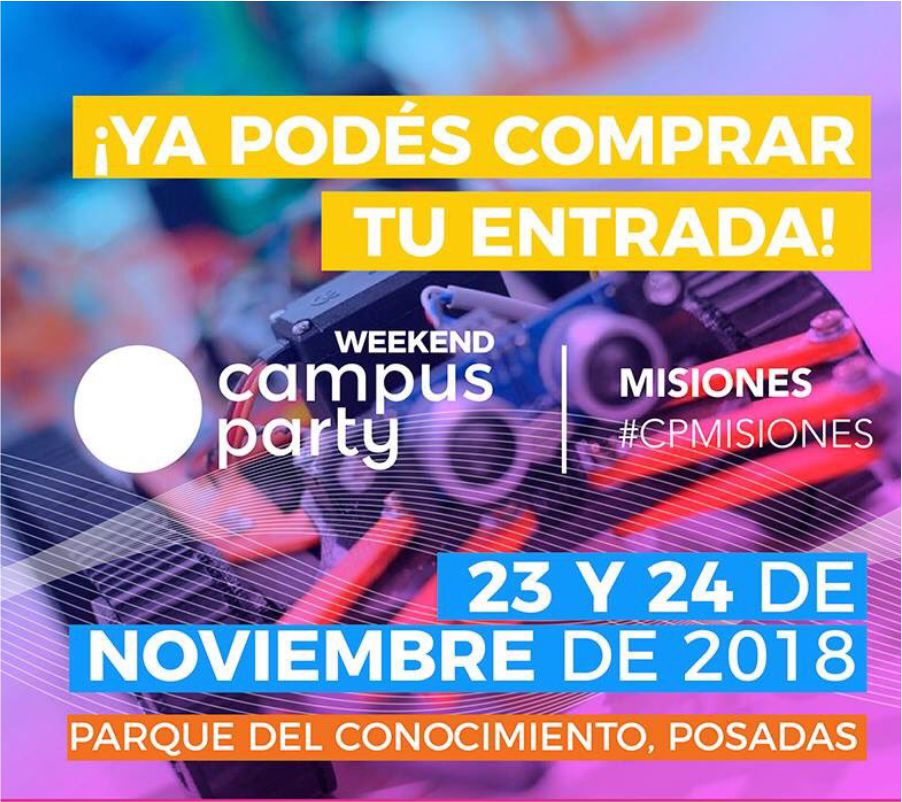 ¡YA PODÉS COMPRAR
TU ENTRADA!
WEEKEND
campus
party
MISIONES
#CPMISIONES
23 Y 24 DE
NOVIEMBRE DE 2018
PARQUE DEL CONOCIMIENTO, POSADAS